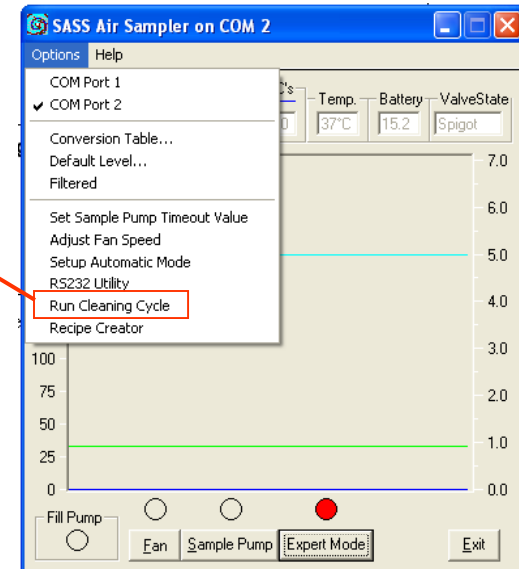 SASS Air Sampler on COM 2
Options Help
COM Port 1
COM Port 2
Conversion Table...
Default Level...
Filtered
Set Sample Pump Timeout Value
Adjust Fan Speed
Setup Automatic Mode
RS232 Utility
Run Cleaning Cycle
Recipe Creator
C's
0
Temp.
37°C
Battery
15.2
ValveState
Spigot
7.0
6.0
5.0
4.0
3.0
2.0
1.0
0.0
100
75
50
25
0
Fill Pump
Fan
Sample Pump
Expert Mode
Exit